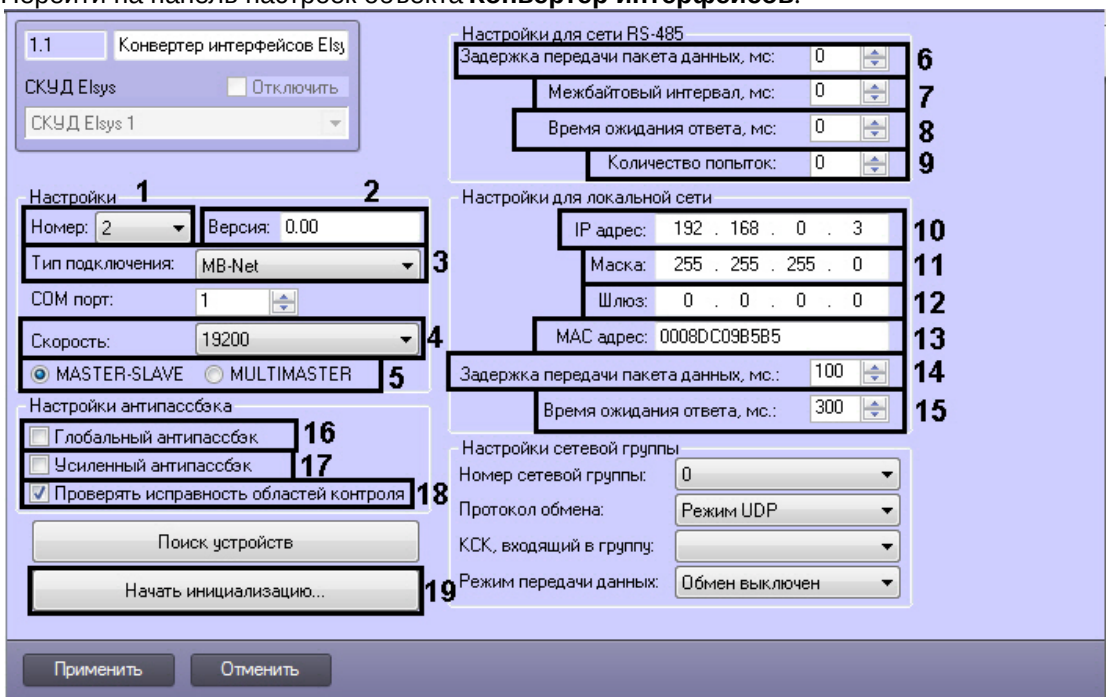 Перейти на панель настроек объекта Конвертер интерфейсов.
1.1 Конвертер интерфейсов Elsy
СКУД Elsys Отключить
СКУД Elsys 1
Настройки 1 2
Номер: 2 Версия: 0.00
Тип подключения: MB-Net 3
COM порт: 1
Скорость: 19200 4
MASTER-SLAVE MULTIMASTER 5
Настройки антипассбэка
Глобальный антипассбэк 16
Усиленный антипассбэк 17
Проверять исправность областей контроля 18
Поиск устройств
Начать инициализацию... 19
Настройки для сети RS-485
Задержка передачи пакета данных, мс: 0 6
Межбайтовый интервал, мс: 0 7
Время ожидания ответа, мс: 0 8
Количество попыток: 0 9
Настройки для локальной сети
IP адрес: 192 . 168 . 0 . 3 10
Маска: 255 . 255 . 255 . 0 11
Шлюз: 0 . 0 . 0 . 0 12
MAC адрес: 0008DC09B5B5 13
Задержка передачи пакета данных, мс.: 100 14
Время ожидания ответа, мс.: 300 15
Настройки сетевой группы
Номер сетевой группы: 0
Протокол обмена: Режим UDP
КСК, входящий в группу:
Режим передачи данных: Обмен выключен
Применить Отменить